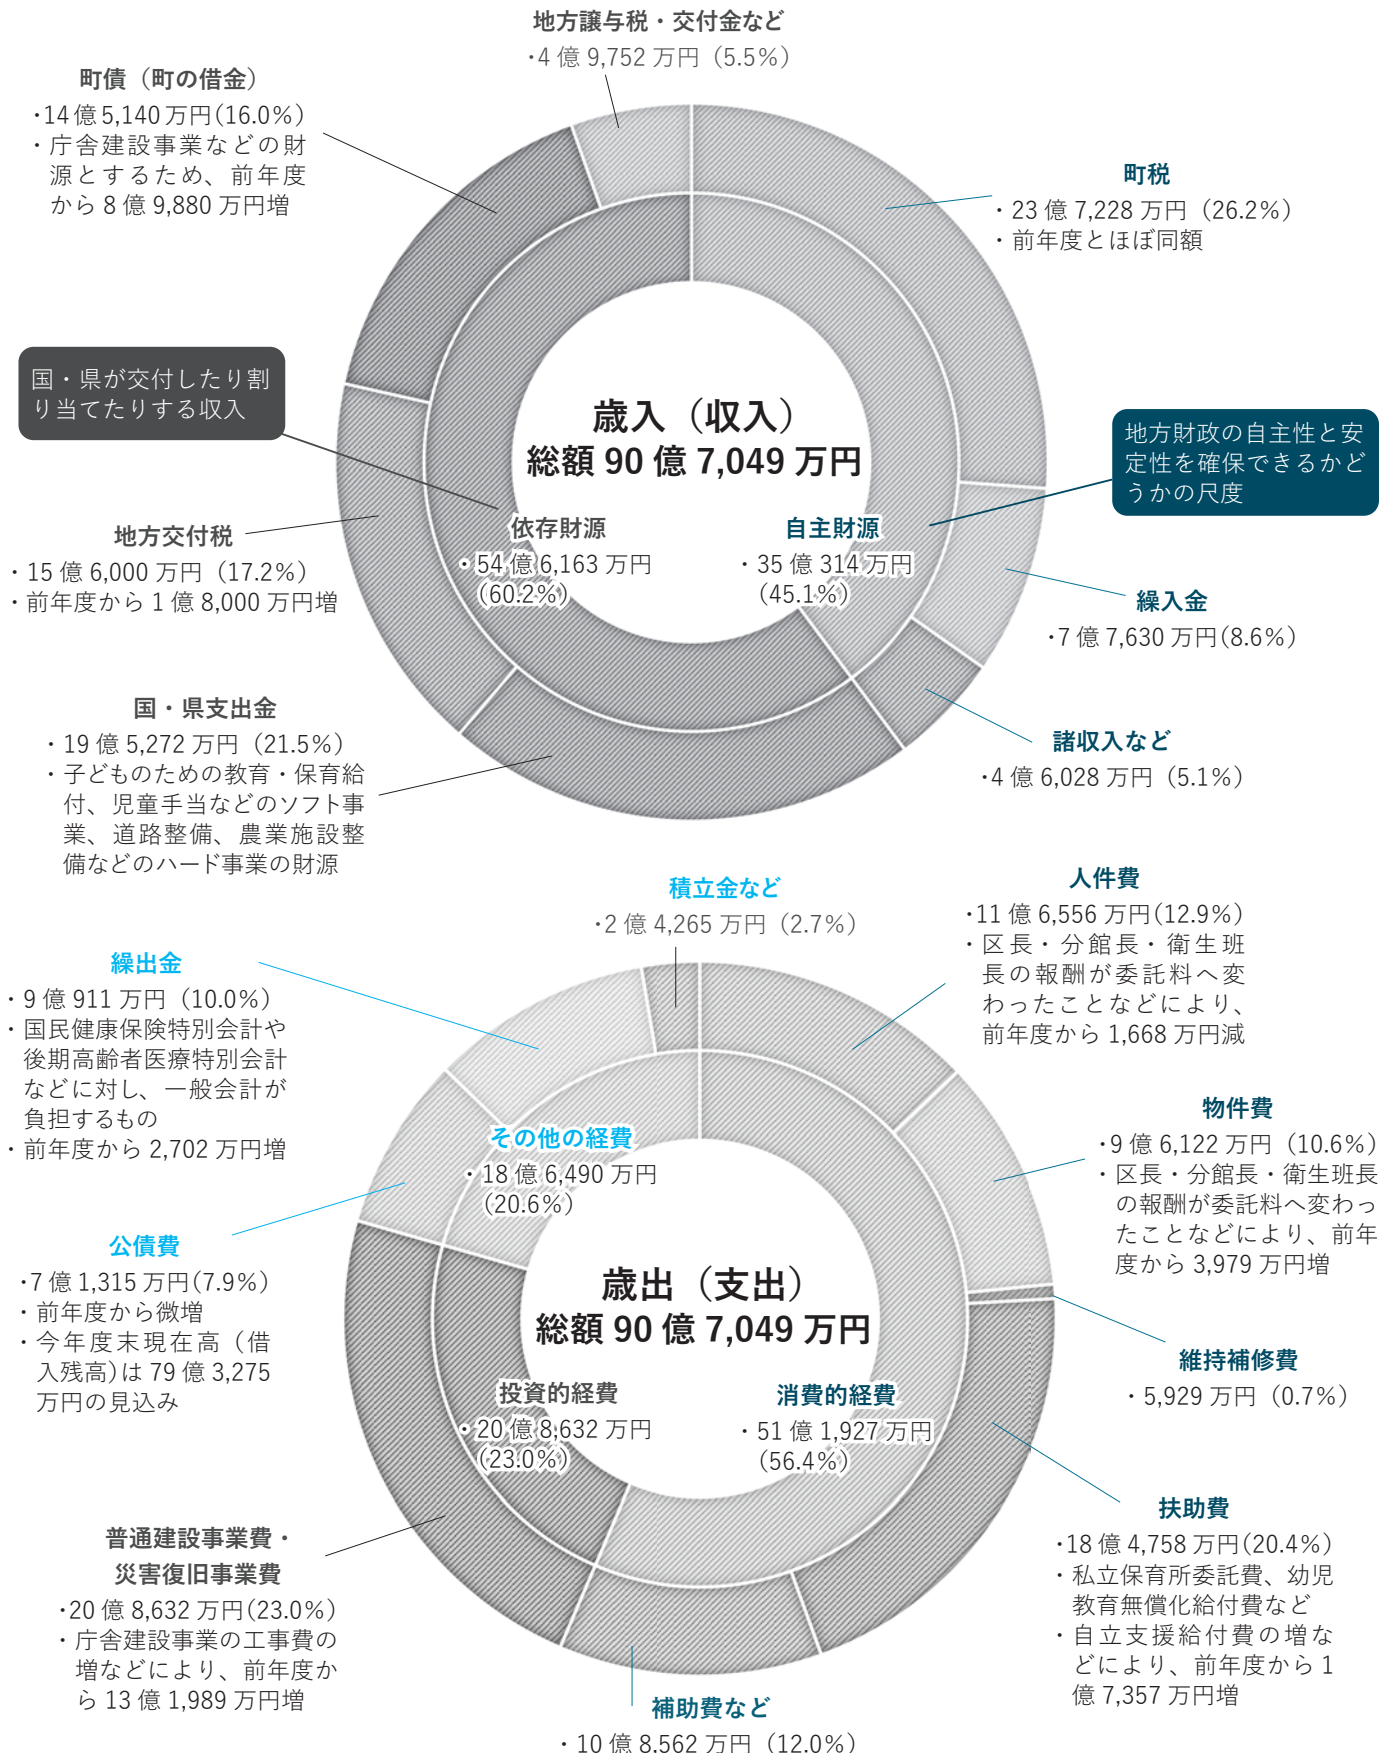 地方譲与税・交付金など
・4 億 9,752 万円（5.5%）
町債（町の借金）
・14 億 5,140 万円(16.0%)
・庁舎建設事業などの財
源とするため、前年度
から 8 億 9,880 万円増
町税
・23 億 7,228 万円（26.2%）
・前年度とほぼ同額
国・県が交付したり割
り当てたりする収入
歳入（収入）
総額 90 億 7,049 万円
地方財政の自主性と安
定性を確保できるかど
うかの尺度
依存財源
・54 億 6,163 万円
(60.2%)
自主財源
・35 億 314 万円
(45.1%)
地方交付税
・15 億 6,000 万円（17.2%）
・前年度から 1 億 8,000 万円増
繰入金
・7 億 7,630 万円(8.6%)
国・県支出金
・19 億 5,272 万円（21.5%）
・子どものための教育・保育給
付、児童手当などのソフト事
業、道路整備、農業施設整
備などのハード事業の財源
諸収入など
・4 億 6,028 万円（5.1%）
積立金など
・2 億 4,265 万円（2.7%）
人件費
・11 億 6,556 万円(12.9%)
・区長・分館長・衛生班
長の報酬が委託料へ変
わったことなどにより、
前年度から 1,668 万円減
繰出金
・9 億 911 万円（10.0%）
・国民健康保険特別会計や
後期高齢者医療特別会計
などに対し、一般会計が
負担するもの
・前年度から 2,702 万円増
物件費
・9 億 6,122 万円（10.6%）
・区長・分館長・衛生班長
の報酬が委託料へ変わっ
たことなどにより、前年
度から 3,979 万円増
その他の経費
・18 億 6,490 万円
(20.6%)
公債費
・7 億 1,315 万円(7.9%)
・前年度から微増
・今年度末現在高（借
入残高)は 79 億 3,275
万円の見込み
歳出（支出）
総額 90 億 7,049 万円
維持補修費
・5,929 万円（0.7%）
投資的経費
・20 億 8,632 万円
(23.0%)
消費的経費
・51 億 1,927 万円
(56.4%)
普通建設事業費・
災害復旧事業費
・20 億 8,632 万円(23.0%)
・庁舎建設事業の工事費の
増などにより、前年度か
ら 13 億 1,989 万円増
扶助費
・18 億 4,758 万円(20.4%)
・私立保育所委託費、幼児
教育無償化給付費など
・自立支援給付費の増な
どにより、前年度から 1
億 7,357 万円増
補助費など
・10 億 8,562 万円（12.0%）